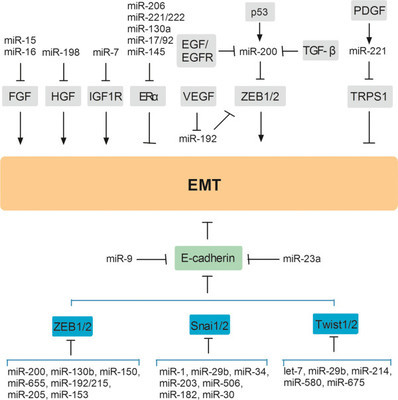 miR-15
miR-16
miR-198
miR-7
miR-206
miR-221/222
miR-130a
miR-17/92
miR-145
EGF/
EGFR
p53
miR-200
TGF-β
PDGF
miR-221
FGF
HGF
IGF1R
ERα
VEGF
ZEB1/2
TRPS1
miR-192
EMT
miR-9
E-cadherin
miR-23a
ZEB1/2
Snai1/2
Twist1/2
miR-200, miR-130b, miR-150,
miR-655, miR-192/215,
miR-205, miR-153
miR-1, miR-29b, miR-34,
miR-203, miR-506,
miR-182, miR-30
let-7, miR-29b, miR-214,
miR-580, miR-675